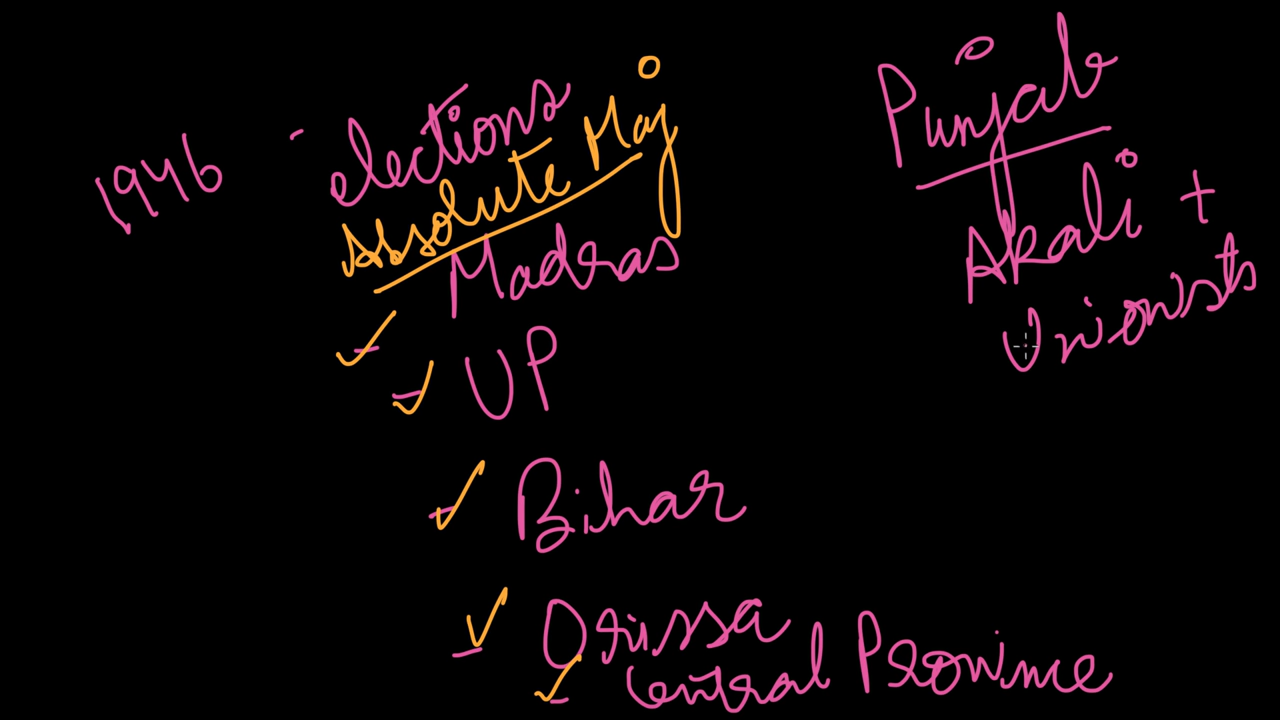 1946 - elections
Absolute Maj
- Madras
- UP
- Bihar
- Orissa
- Central Province
Punjab
Akali +
Unionists